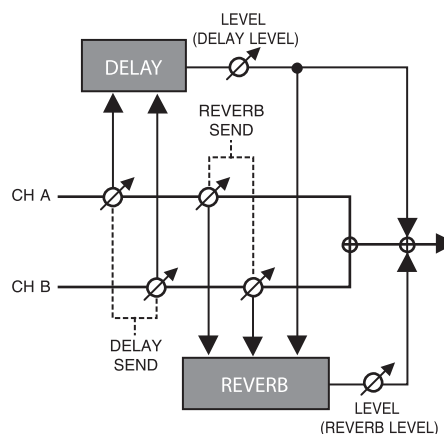 LEVEL
(DELAY LEVEL)
DELAY
REVERB
SEND
CH A
CH B
DELAY
SEND
REVERB
LEVEL
(REVERB LEVEL)